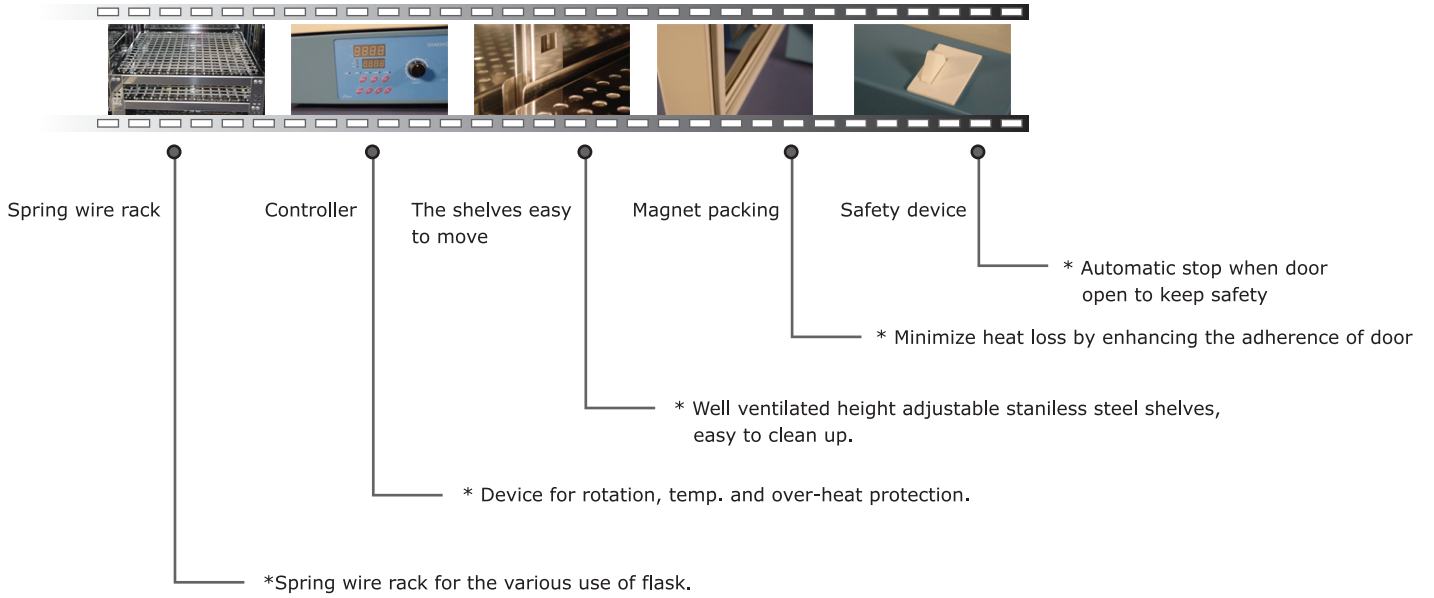 Spring wire rack
Controller
The shelves easy
to move
Magnet packing
Safety device
* Automatic stop when door
open to keep safety
* Minimize heat loss by enhancing the adherence of door
* Well ventilated height adjustable staniless steel shelves,
easy to clean up.
* Device for rotation, temp. and over-heat protection.
*Spring wire rack for the various use of flask.